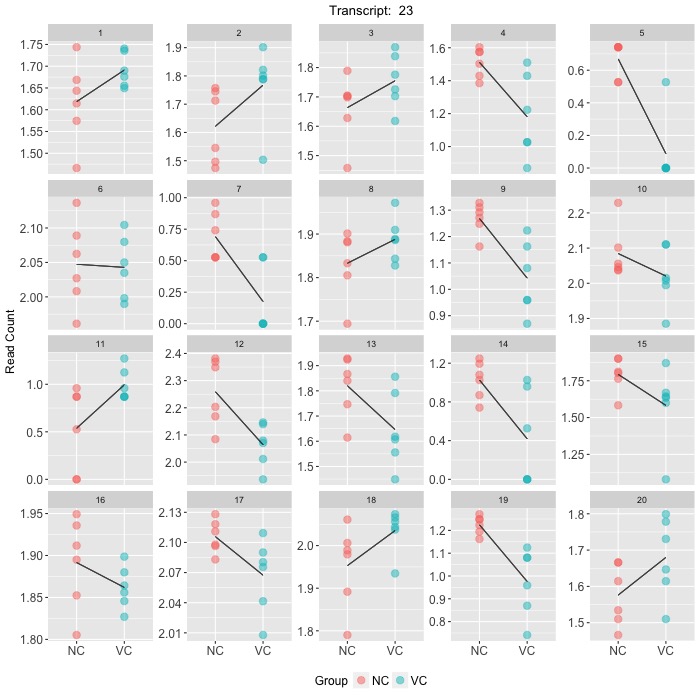 Transcript: 23
Read Count
1 2 3 4 5
1.75 1.70 1.65 1.60 1.55 1.50
1.9 1.8 1.7 1.6 1.5
1.8 1.7 1.6 1.5
1.6 1.4 1.2 1.0
0.6 0.4 0.2 0.0
6 7 8 9 10
2.10 2.05 2.00
1.00 0.75 0.50 0.25 0.00
1.9 1.8 1.7
1.3 1.2 1.1 1.0 0.9
2.2 2.1 2.0 1.9
11 12 13 14 15
1.0 0.5 0.0
2.4 2.3 2.2 2.1 2.0
1.9 1.8 1.7 1.6 1.5
1.2 0.8 0.4 0.0
1.75 1.50 1.25
16 17 18 19 20
1.95 1.90 1.85 1.80
2.13 2.10 2.07 2.04 2.01
2.0 1.9 1.8
1.2 1.1 1.0 0.9 0.8
1.8 1.7 1.6 1.5
NC VC NC VC NC VC NC VC NC VC
Group NC VC